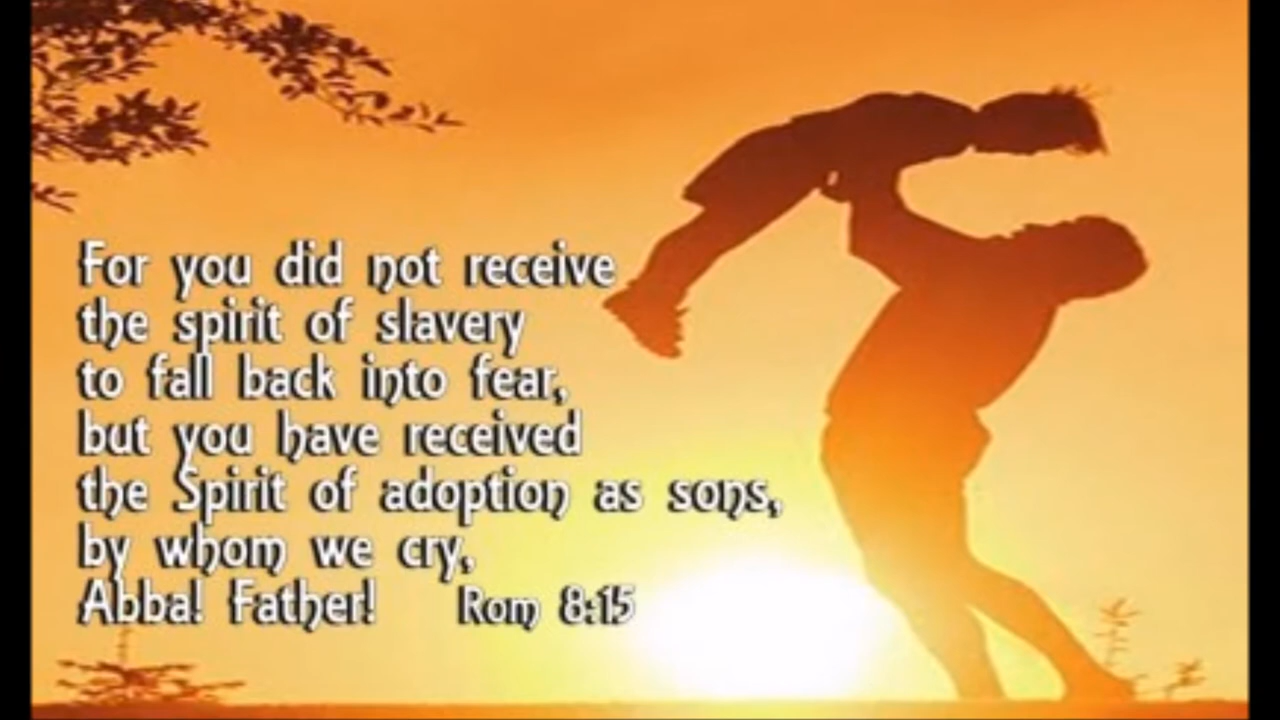 For you did not receive
the spirit of slavery
to fall back into fear,
but you have received
the Spirit of adoption as sons,
by whom we cry,
Abba! Father! Rom 8:15